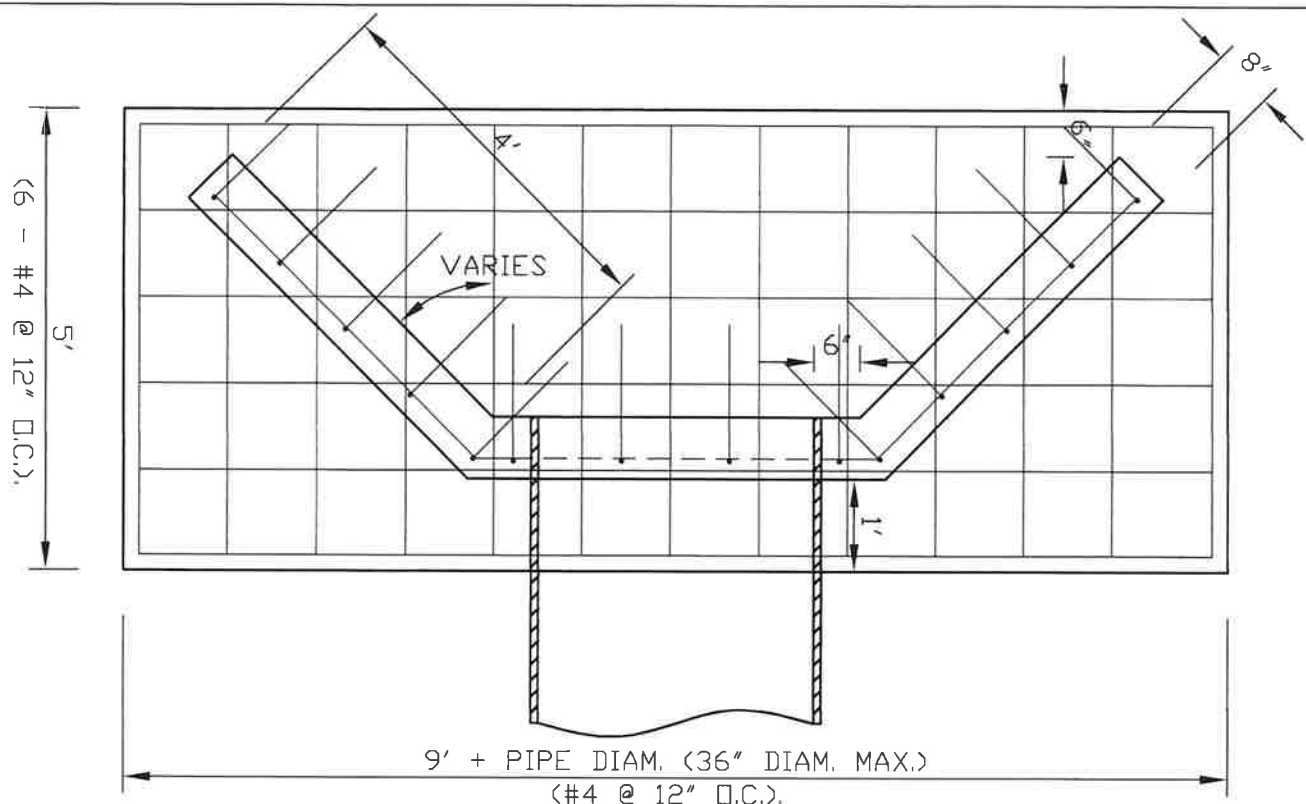 8"
6"
4'
VARIES
6"
5'
(6 - #4 @ 12" O.C.).
1'
9' + PIPE DIAM. (36" DIAM. MAX.)
(#4 @ 12" O.C.).